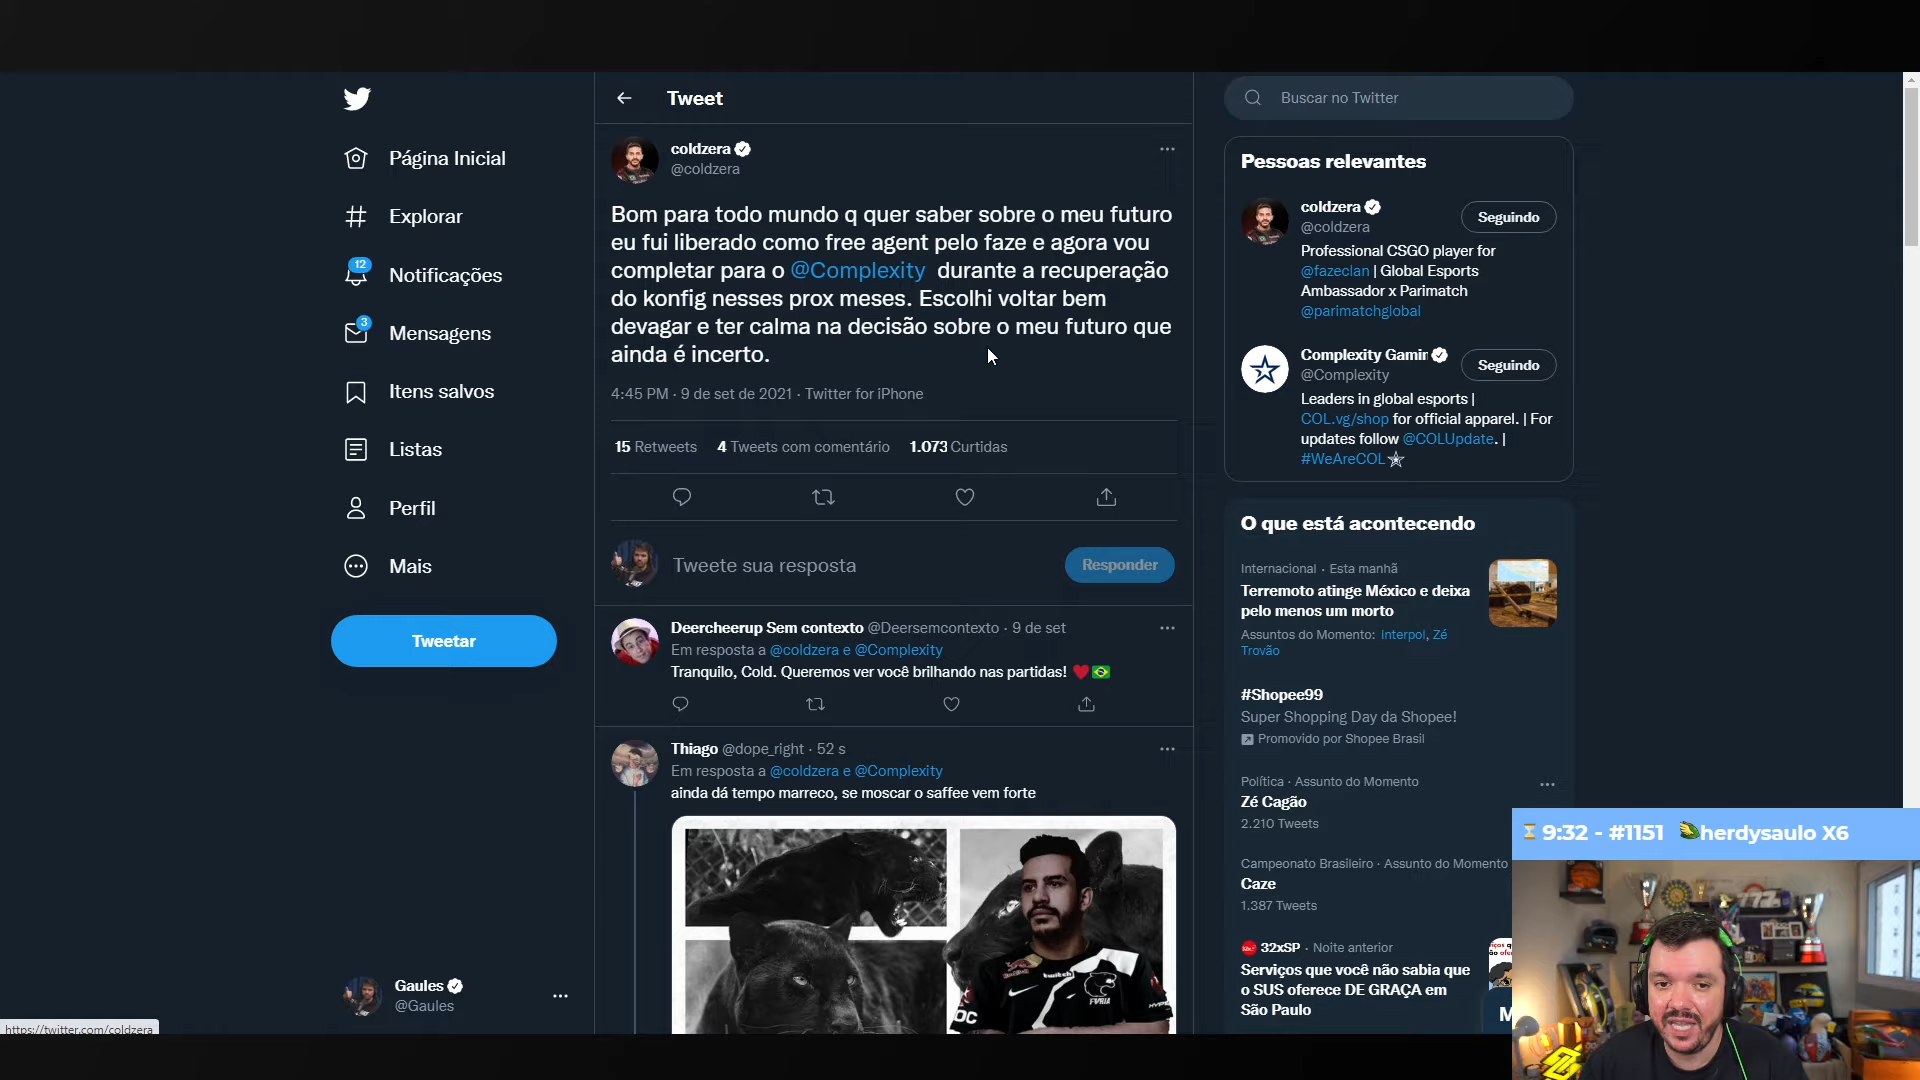 Tweet
Buscar no Twitter
Página Inicial
Explorar
12
Notificações
3
Mensagens
Itens salvos
Listas
Perfil
Mais
Tweetar
Gaules
@Gaules
https://twitter.com/coldzera
coldzera
@coldzera
Bom para todo mundo q quer saber sobre o meu futuro
eu fui liberado como free agent pelo faze e agora vou
completar para o @Complexity durante a recuperação
do konfig nesses prox meses. Escolhi voltar bem
devagar e ter calma na decisão sobre o meu futuro que
ainda é incerto.
4:45 PM · 9 de set de 2021 · Twitter for iPhone
15 Retweets 4 Tweets com comentário 1.073 Curtidas
Tweete sua resposta
Responder
Deercheerup Sem contexto @Deersemcontexto · 9 de set
Em resposta a @coldzera e @Complexity
Tranquilo, Cold. Queremos ver você brilhando nas partidas! ❤️🇧🇷
Thiago @dope_right · 52 s
Em resposta a @coldzera e @Complexity
ainda dá tempo marreco, se moscar o saffee vem forte
twitch
FURIA
Pessoas relevantes
coldzera
@coldzera
Seguindo
Professional CSGO player for
@fazeclan | Global Esports
Ambassador x Parimatch
@parimatchglobal
Complexity Gamin
@Complexity
Seguindo
Leaders in global esports |
COL.vg/shop for official apparel. | For
updates follow @COLUpdate. |
#WeAreCOL
O que está acontecendo
Internacional · Esta manhã
Terremoto atinge México e deixa
pelo menos um morto
Assuntos do Momento: Interpol, Zé
Trovão
#Shopee99
Super Shopping Day da Shopee!
Promovido por Shopee Brasil
Política · Assunto do Momento
Zé Cagão
2.210 Tweets
Campeonato Brasileiro · Assunto do Momento
Caze
1.387 Tweets
32xSP · Noite anterior
Serviços que você não sabia que
o SUS oferece DE GRAÇA em
São Paulo
M
9:32 - #1151 herdysaulo X6